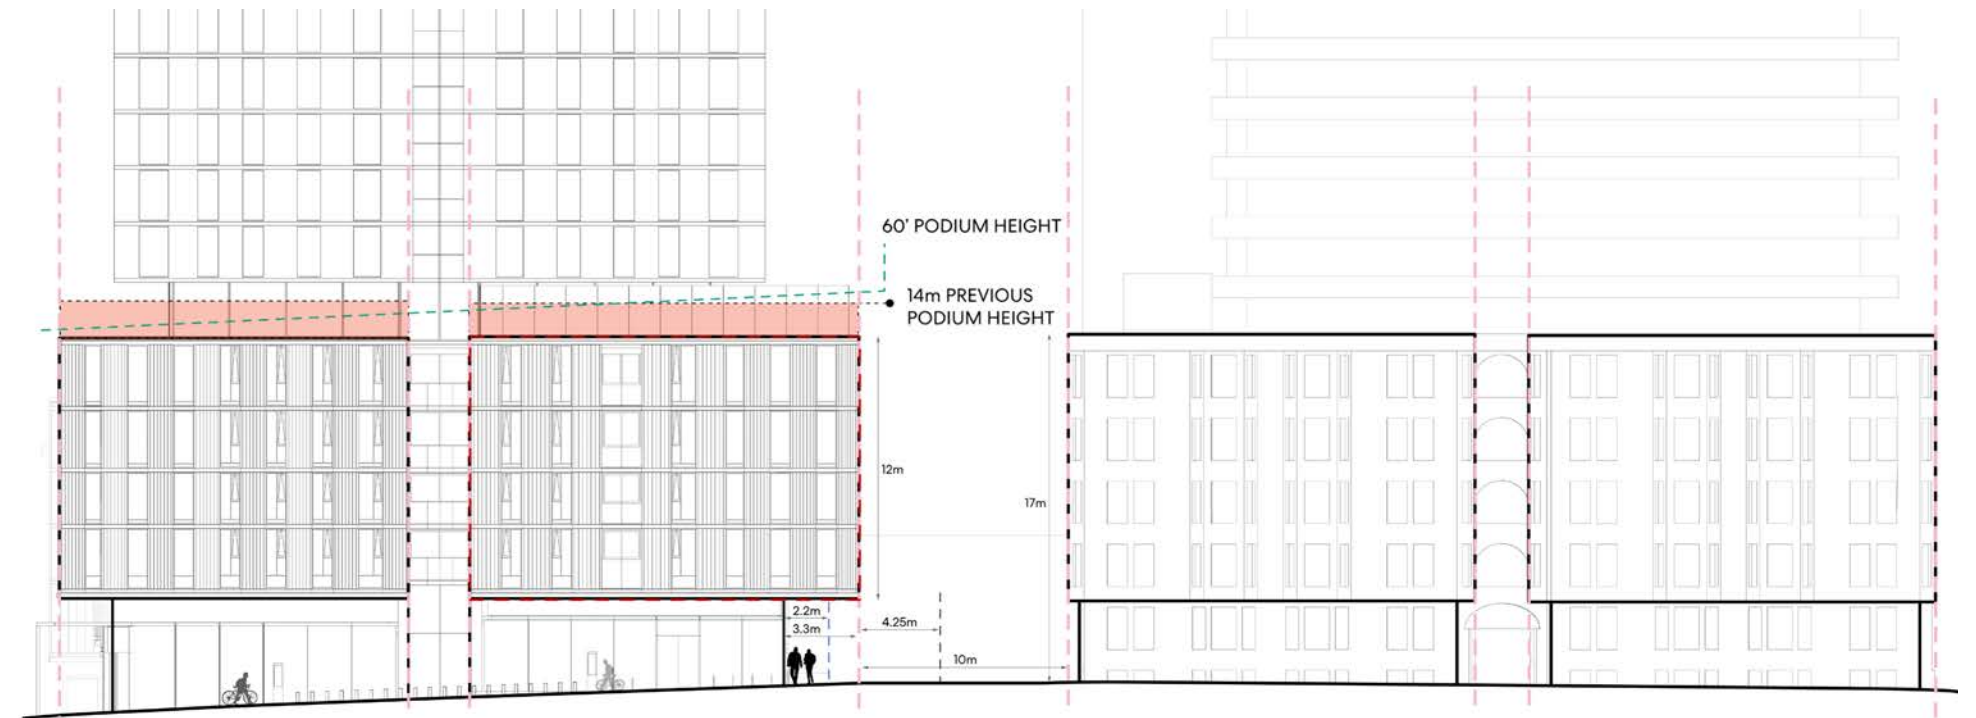 60' PODIUM HEIGHT
14m PREVIOUS
PODIUM HEIGHT
12m
17m
2.2m
3.3m
4.25m
10m